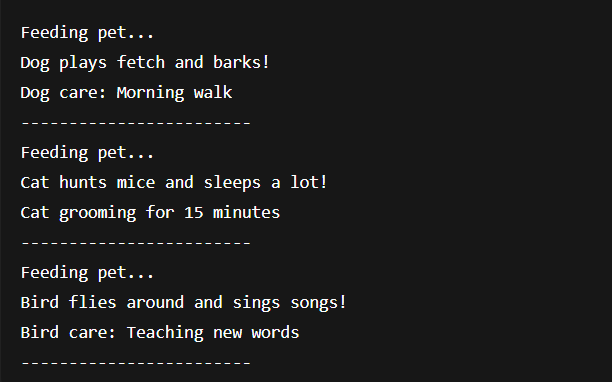 Feeding pet...
Dog plays fetch and barks!
Dog care: Morning walk
------------------------
Feeding pet...
Cat hunts mice and sleeps a lot!
Cat grooming for 15 minutes
------------------------
Feeding pet...
Bird flies around and sings songs!
Bird care: Teaching new words
------------------------